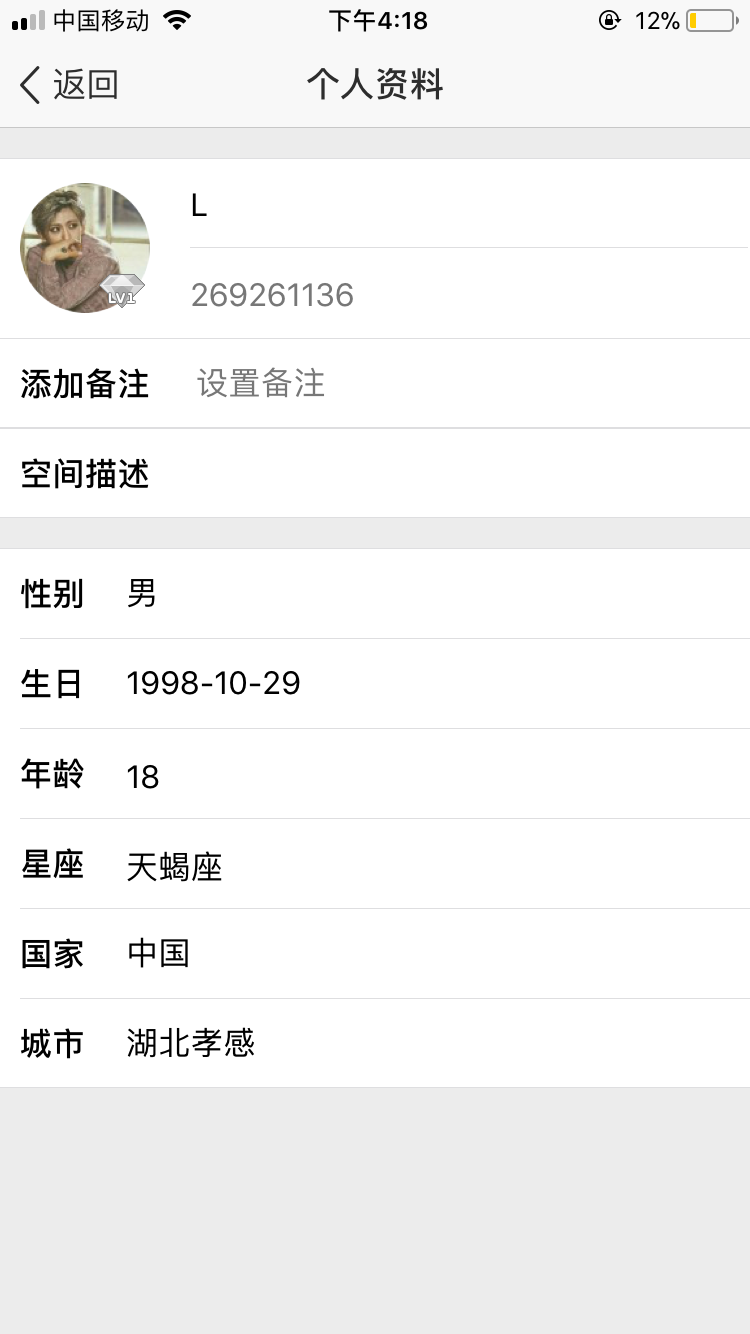 中国移动 下午4:18 12%
返回 个人资料
L
LV1
269261136
添加备注 设置备注
空间描述
性别 男
生日 1998-10-29
年龄 18
星座 天蝎座
国家 中国
城市 湖北孝感